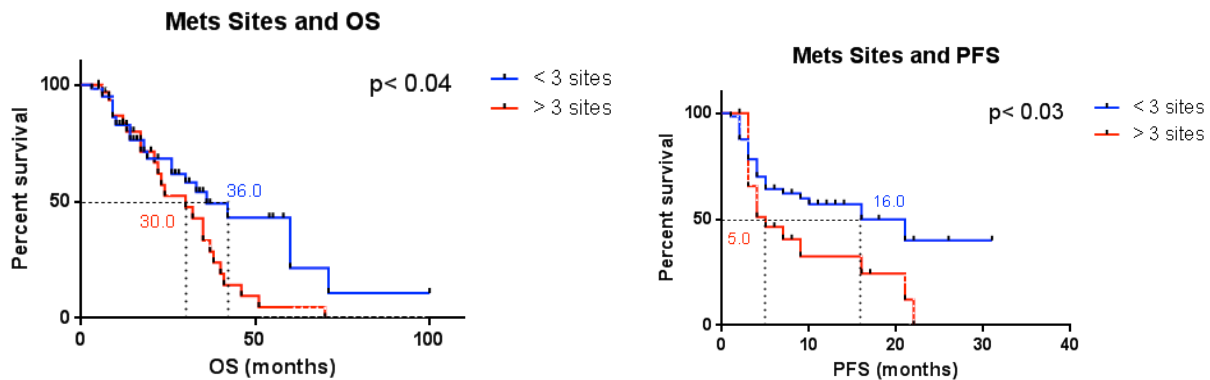 Mets Sites and OS
p< 0.04
< 3 sites
> 3 sites
Percent survival
100
50
0
36.0
30.0
0
50
100
OS (months)
Mets Sites and PFS
p< 0.03
< 3 sites
> 3 sites
Percent survival
100
50
0
16.0
5.0
0
10
20
30
40
PFS (months)